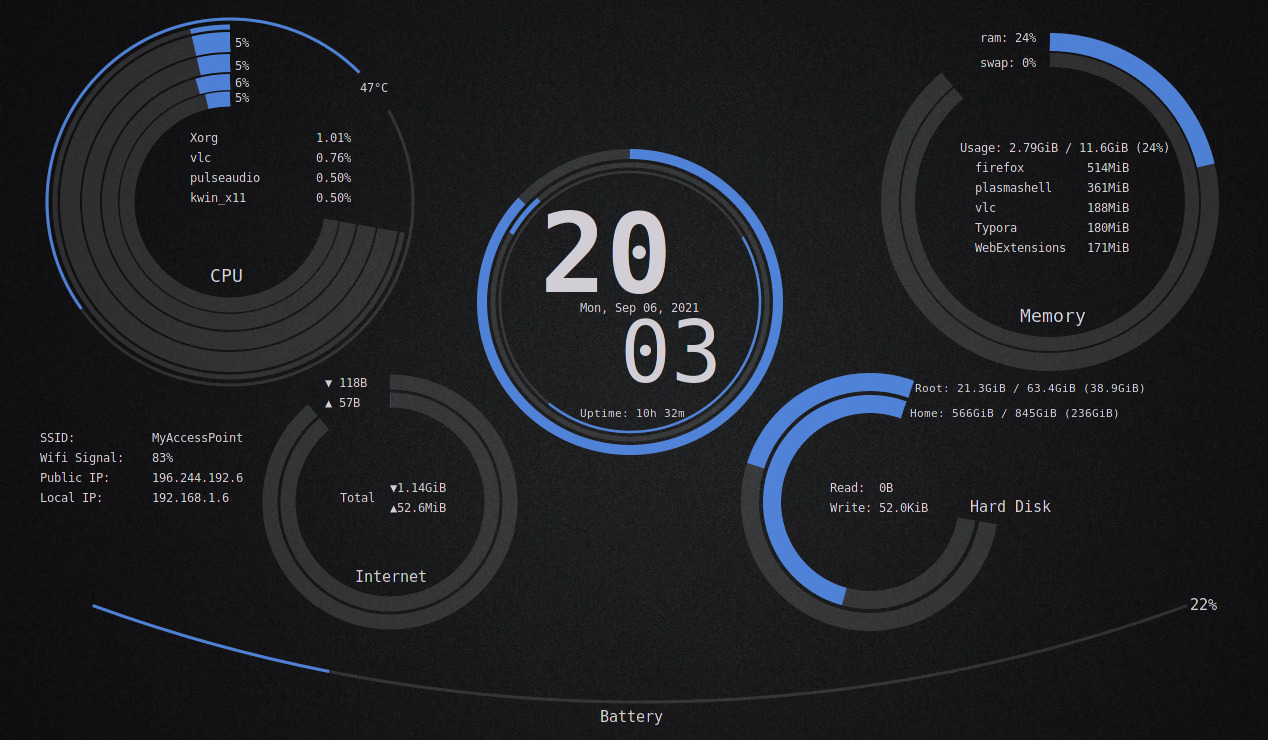 5%
5%
6%
5%
47°C
Xorg 1.01%
vlc 0.76%
pulseaudio 0.50%
kwin_x11 0.50%
CPU
ram: 24%
swap: 0%
Usage: 2.79GiB / 11.6GiB (24%)
firefox 514MiB
plasmashell 361MiB
vlc 188MiB
Typora 180MiB
WebExtensions 171MiB
Memory
20
Mon, Sep 06, 2021
03
Uptime: 10h 32m
▼ 118B
▲ 57B
SSID: MyAccessPoint
Wifi Signal: 83%
Public IP: 196.244.192.6
Local IP: 192.168.1.6
Total
▼1.14GiB
▲52.6MiB
Internet
Root: 21.3GiB / 63.4GiB (38.9GiB)
Home: 566GiB / 845GiB (236GiB)
Read: 0B
Write: 52.0KiB
Hard Disk
22%
Battery